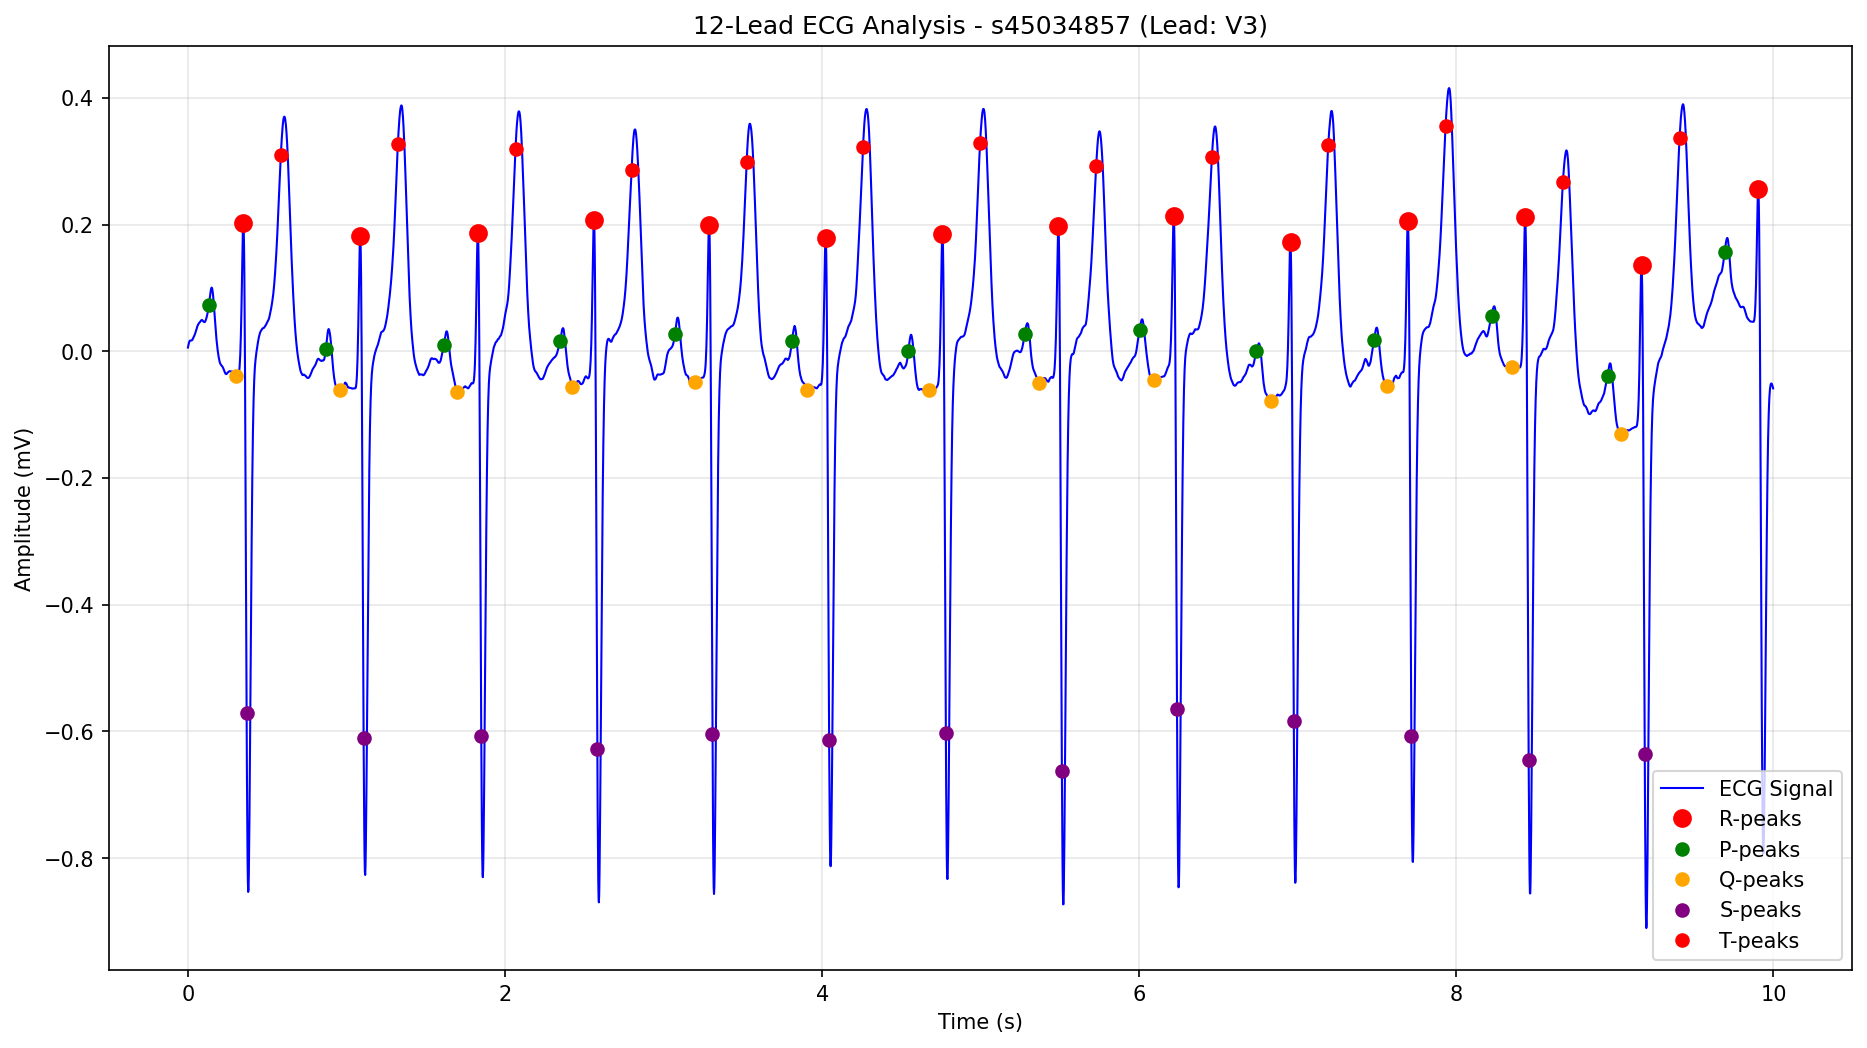 12-Lead ECG Analysis - s45034857 (Lead: V3)
Amplitude (mV)
0.4
0.2
0.0
−0.2
−0.4
−0.6
−0.8
0 2 4 6 8 10
Time (s)
ECG Signal
R-peaks
P-peaks
Q-peaks
S-peaks
T-peaks